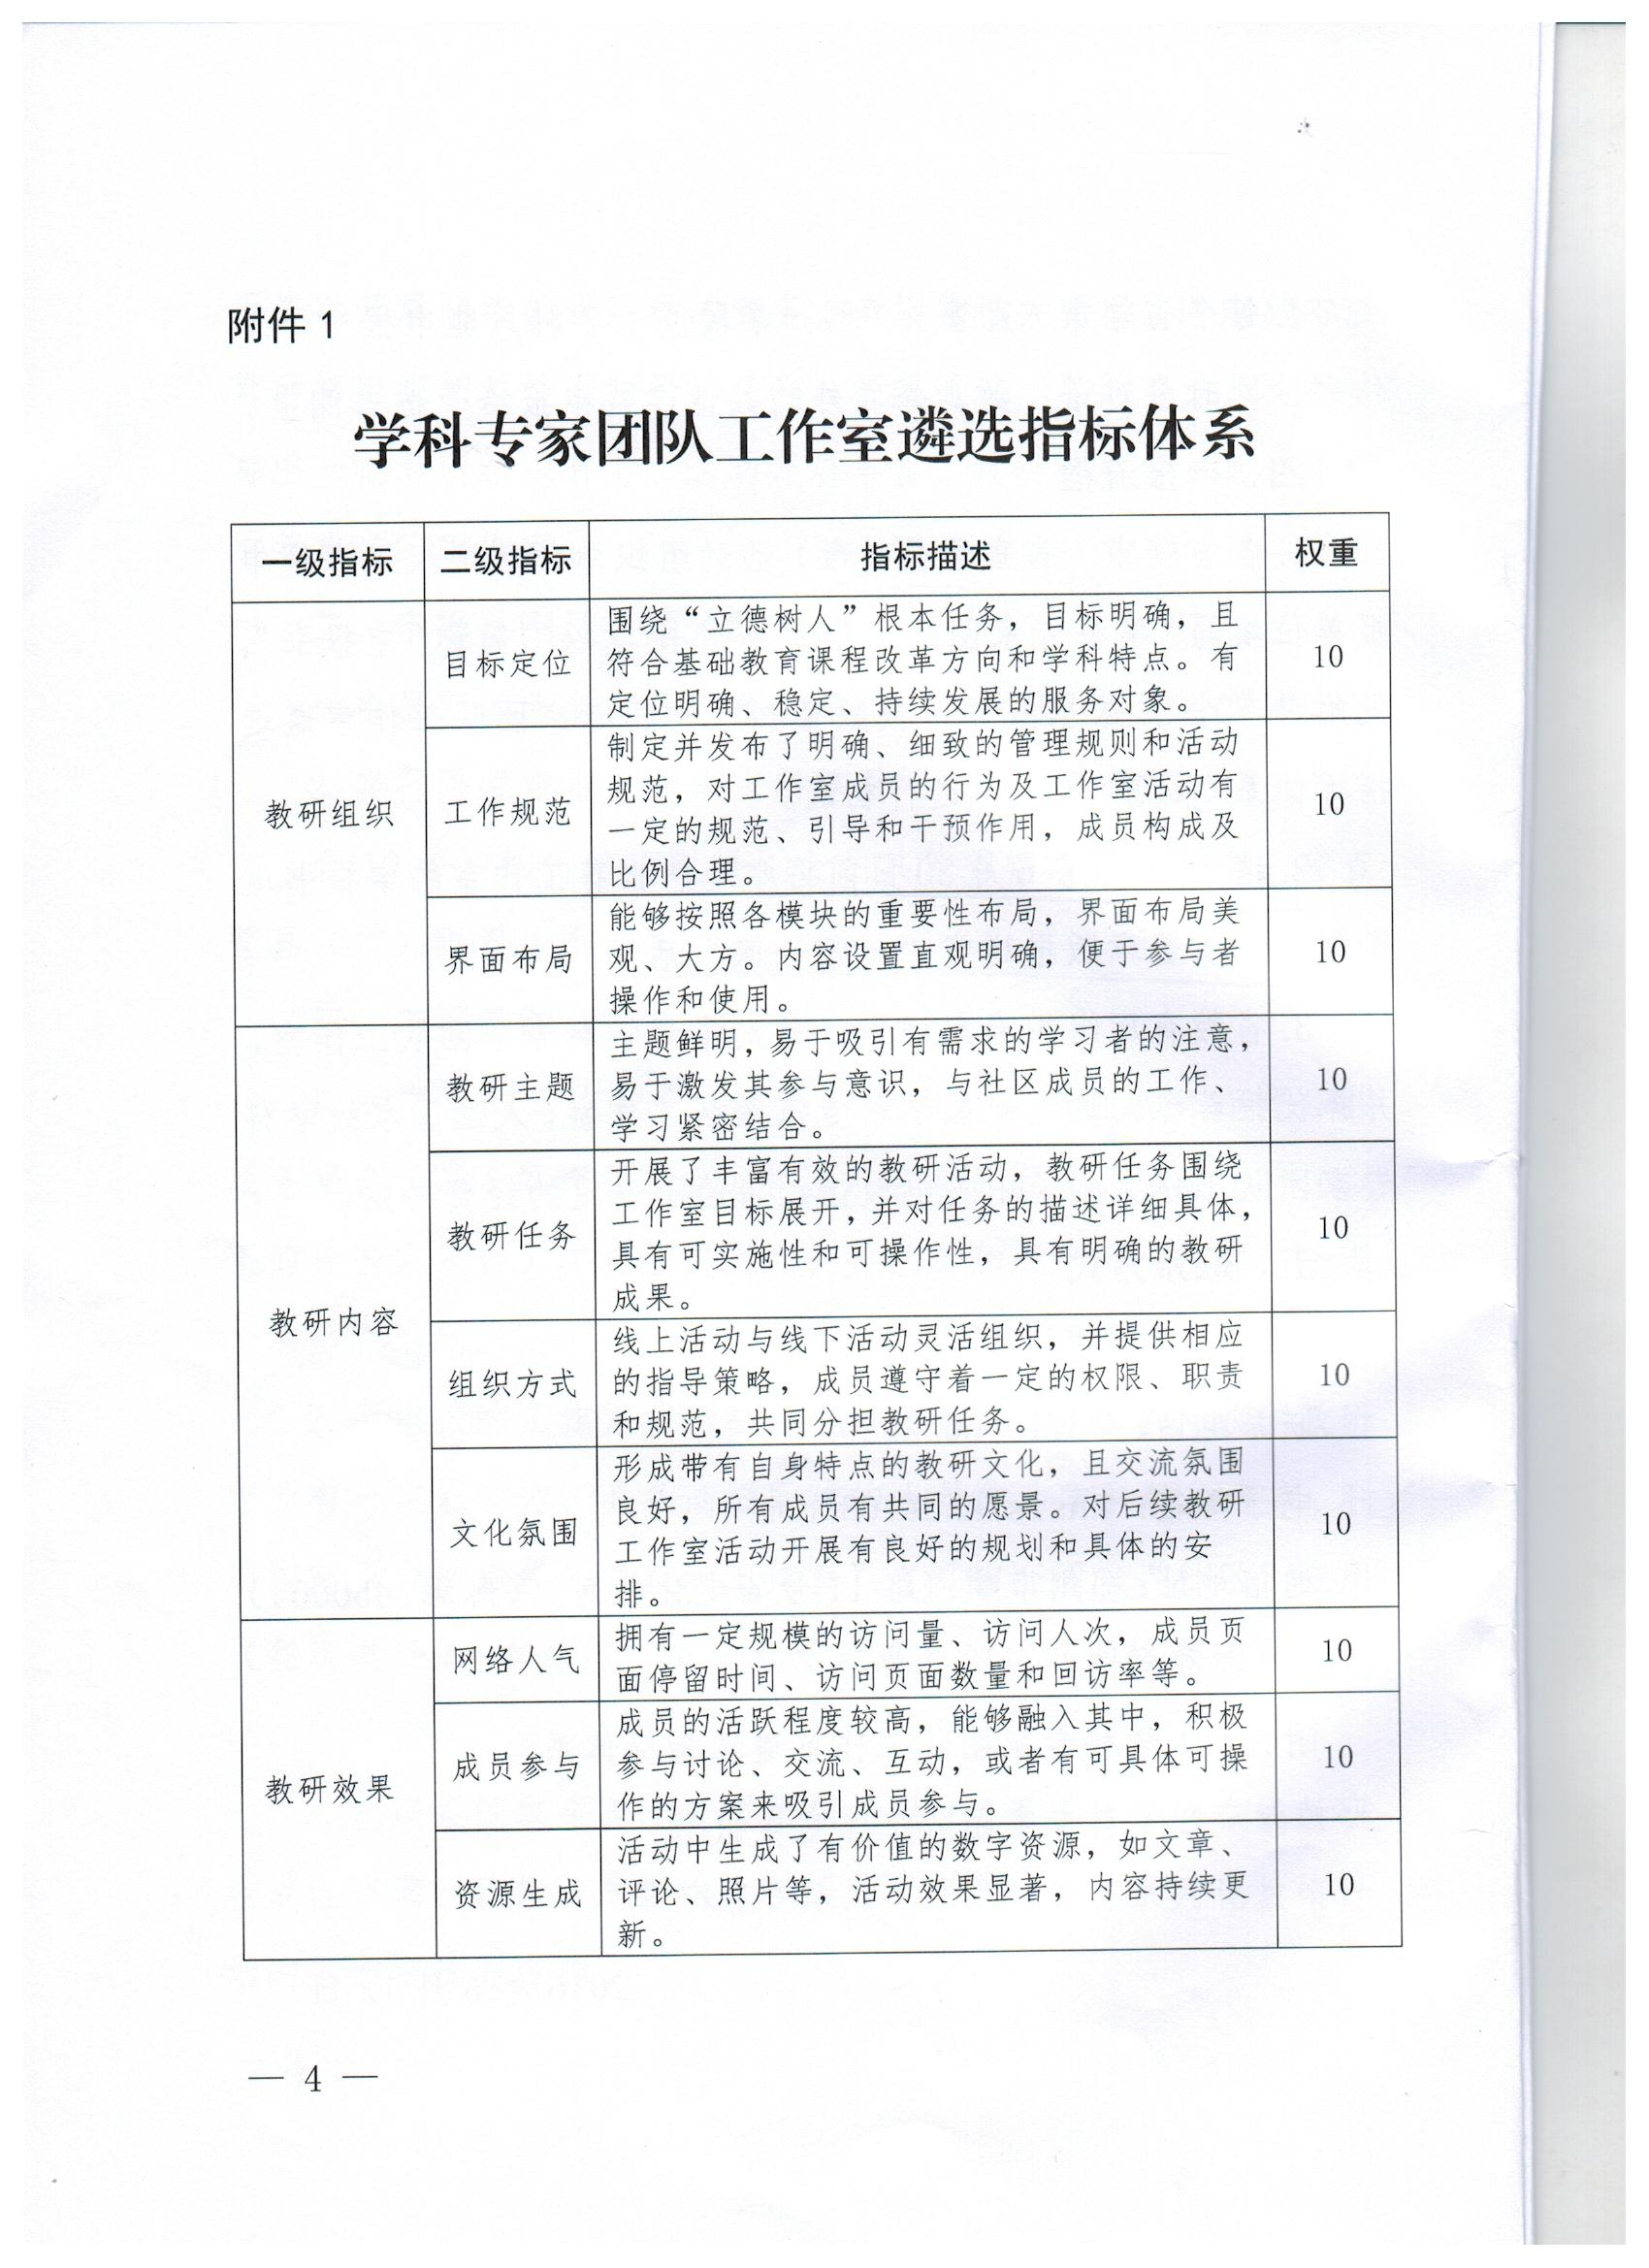 附件 1
学科专家团队工作室遴选指标体系
一级指标 二级指标 指标描述 权重
教研组织
目标定位
围绕“立德树人”根本任务，目标明确，且
符合基础教育课程改革方向和学科特点。有
定位明确、稳定、持续发展的服务对象。
10
工作规范
制定并发布了明确、细致的管理规则和活动
规范，对工作室成员的行为及工作室活动有
一定的规范、引导和干预作用，成员构成及
比例合理。
10
界面布局
能够按照各模块的重要性布局，界面布局美
观、大方。内容设置直观明确，便于参与者
操作和使用。
10
教研内容
教研主题
主题鲜明，易于吸引有需求的学习者的注意，
易于激发其参与意识，与社区成员的工作、
学习紧密结合。
10
教研任务
开展了丰富有效的教研活动，教研任务围绕
工作室目标展开，并对任务的描述详细具体，
具有可实施性和可操作性，具有明确的教研
成果。
10
组织方式
线上活动与线下活动灵活组织，并提供相应
的指导策略，成员遵守着一定的权限、职责
和规范，共同分担教研任务。
10
文化氛围
形成带有自身特点的教研文化，且交流氛围
良好，所有成员有共同的愿景。对后续教研
工作室活动开展有良好的规划和具体的安
排。
10
教研效果
网络人气
拥有一定规模的访问量、访问人次，成员页
面停留时间、访问页面数量和回访率等。
10
成员参与
成员的活跃程度较高，能够融入其中，积极
参与讨论、交流、互动，或者有可具体可操
作的方案来吸引成员参与。
10
资源生成
活动中生成了有价值的数字资源，如文章、
评论、照片等，活动效果显著，内容持续更
新。
10
— 4 —